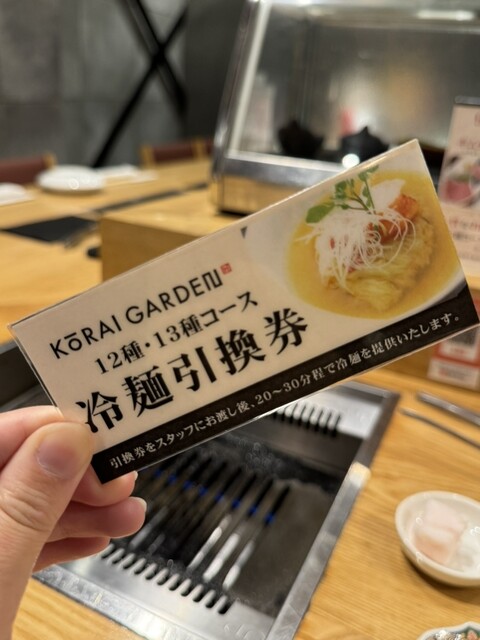 KōRAI GARDEN
12種・13種コース
冷麺引換券
引換券をスタッフにお渡し後、20～30分程で冷麺を提供いたします。